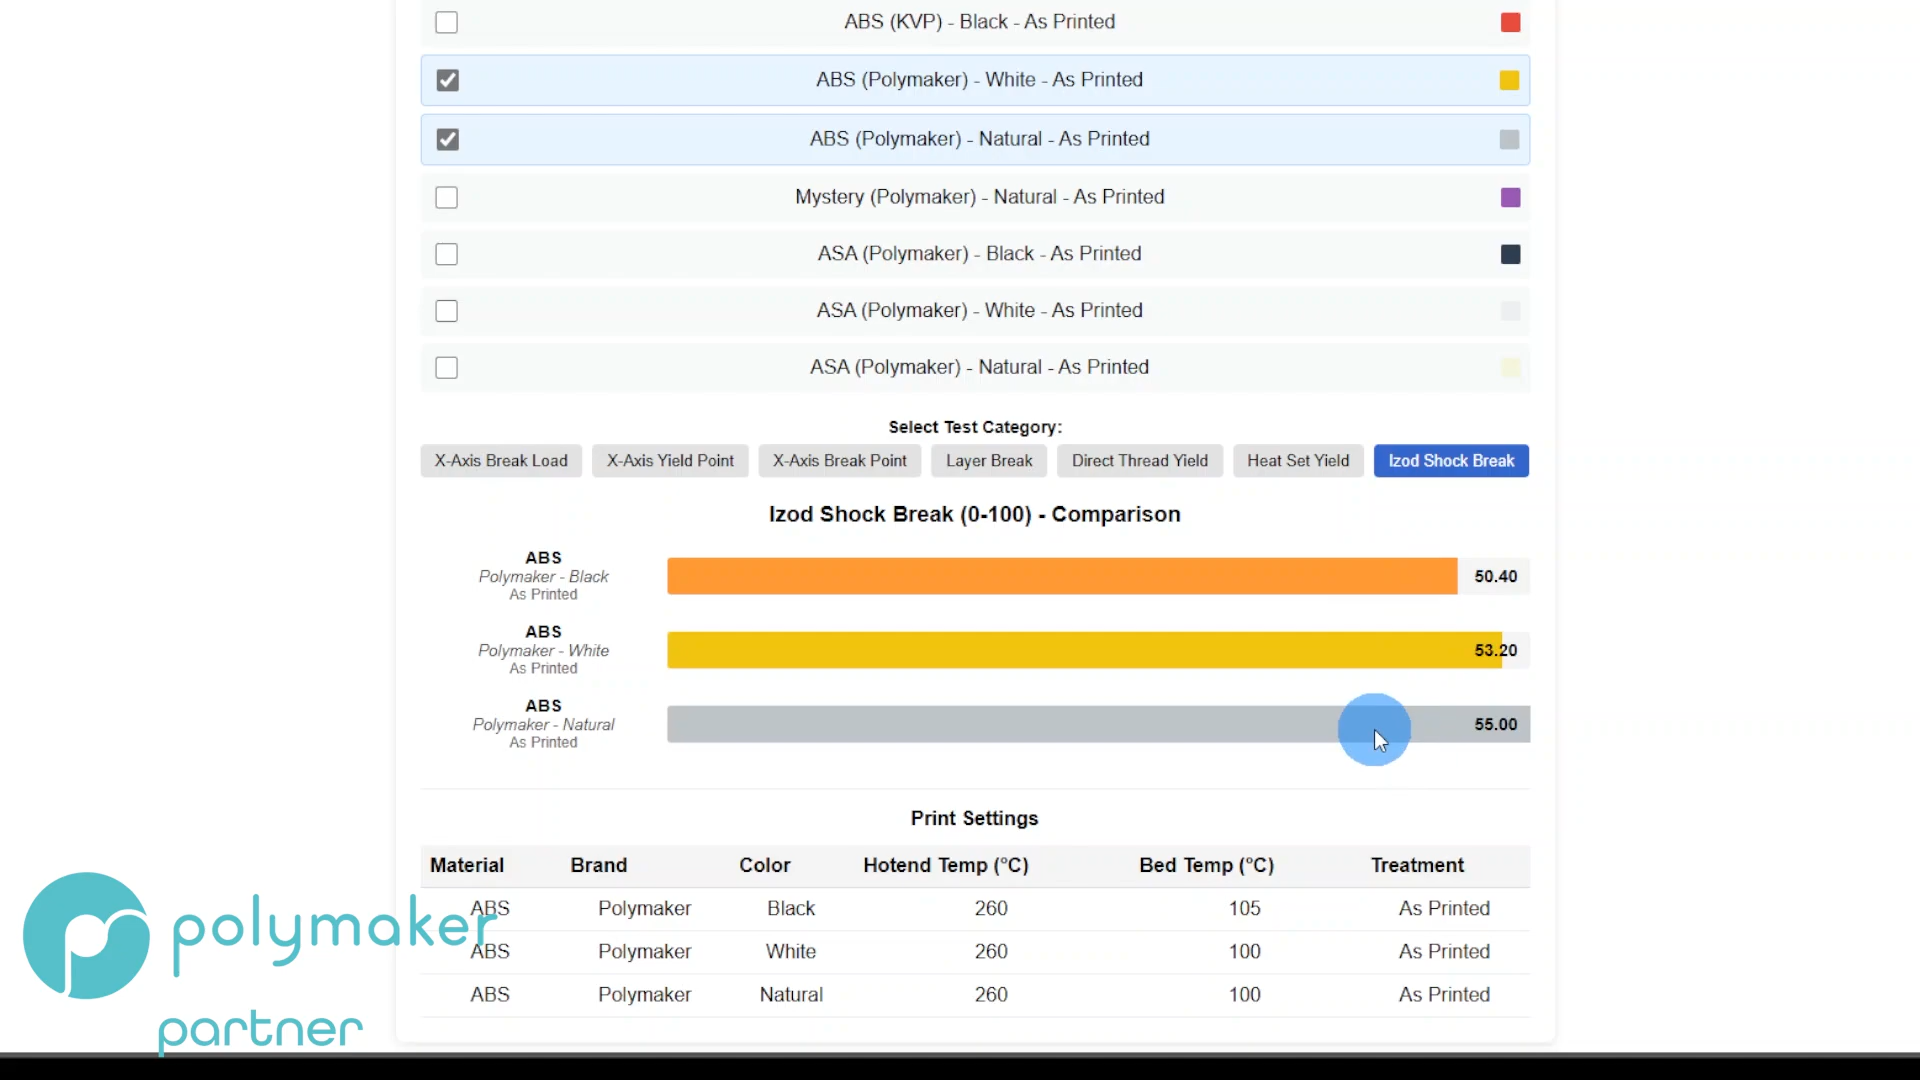 ABS (KVP) - Black - As Printed
ABS (Polymaker) - White - As Printed
ABS (Polymaker) - Natural - As Printed
Mystery (Polymaker) - Natural - As Printed
ASA (Polymaker) - Black - As Printed
ASA (Polymaker) - White - As Printed
ASA (Polymaker) - Natural - As Printed
Select Test Category:
X-Axis Break Load X-Axis Yield Point X-Axis Break Point Layer Break Direct Thread Yield Heat Set Yield Izod Shock Break
Izod Shock Break (0-100) - Comparison
ABS
Polymaker - Black
As Printed
50.40
ABS
Polymaker - White
As Printed
53.20
ABS
Polymaker - Natural
As Printed
55.00
Print Settings
Material Brand Color Hotend Temp (°C) Bed Temp (°C) Treatment
ABS Polymaker Black 260 105 As Printed
ABS Polymaker White 260 100 As Printed
ABS Polymaker Natural 260 100 As Printed
polymaker
partner